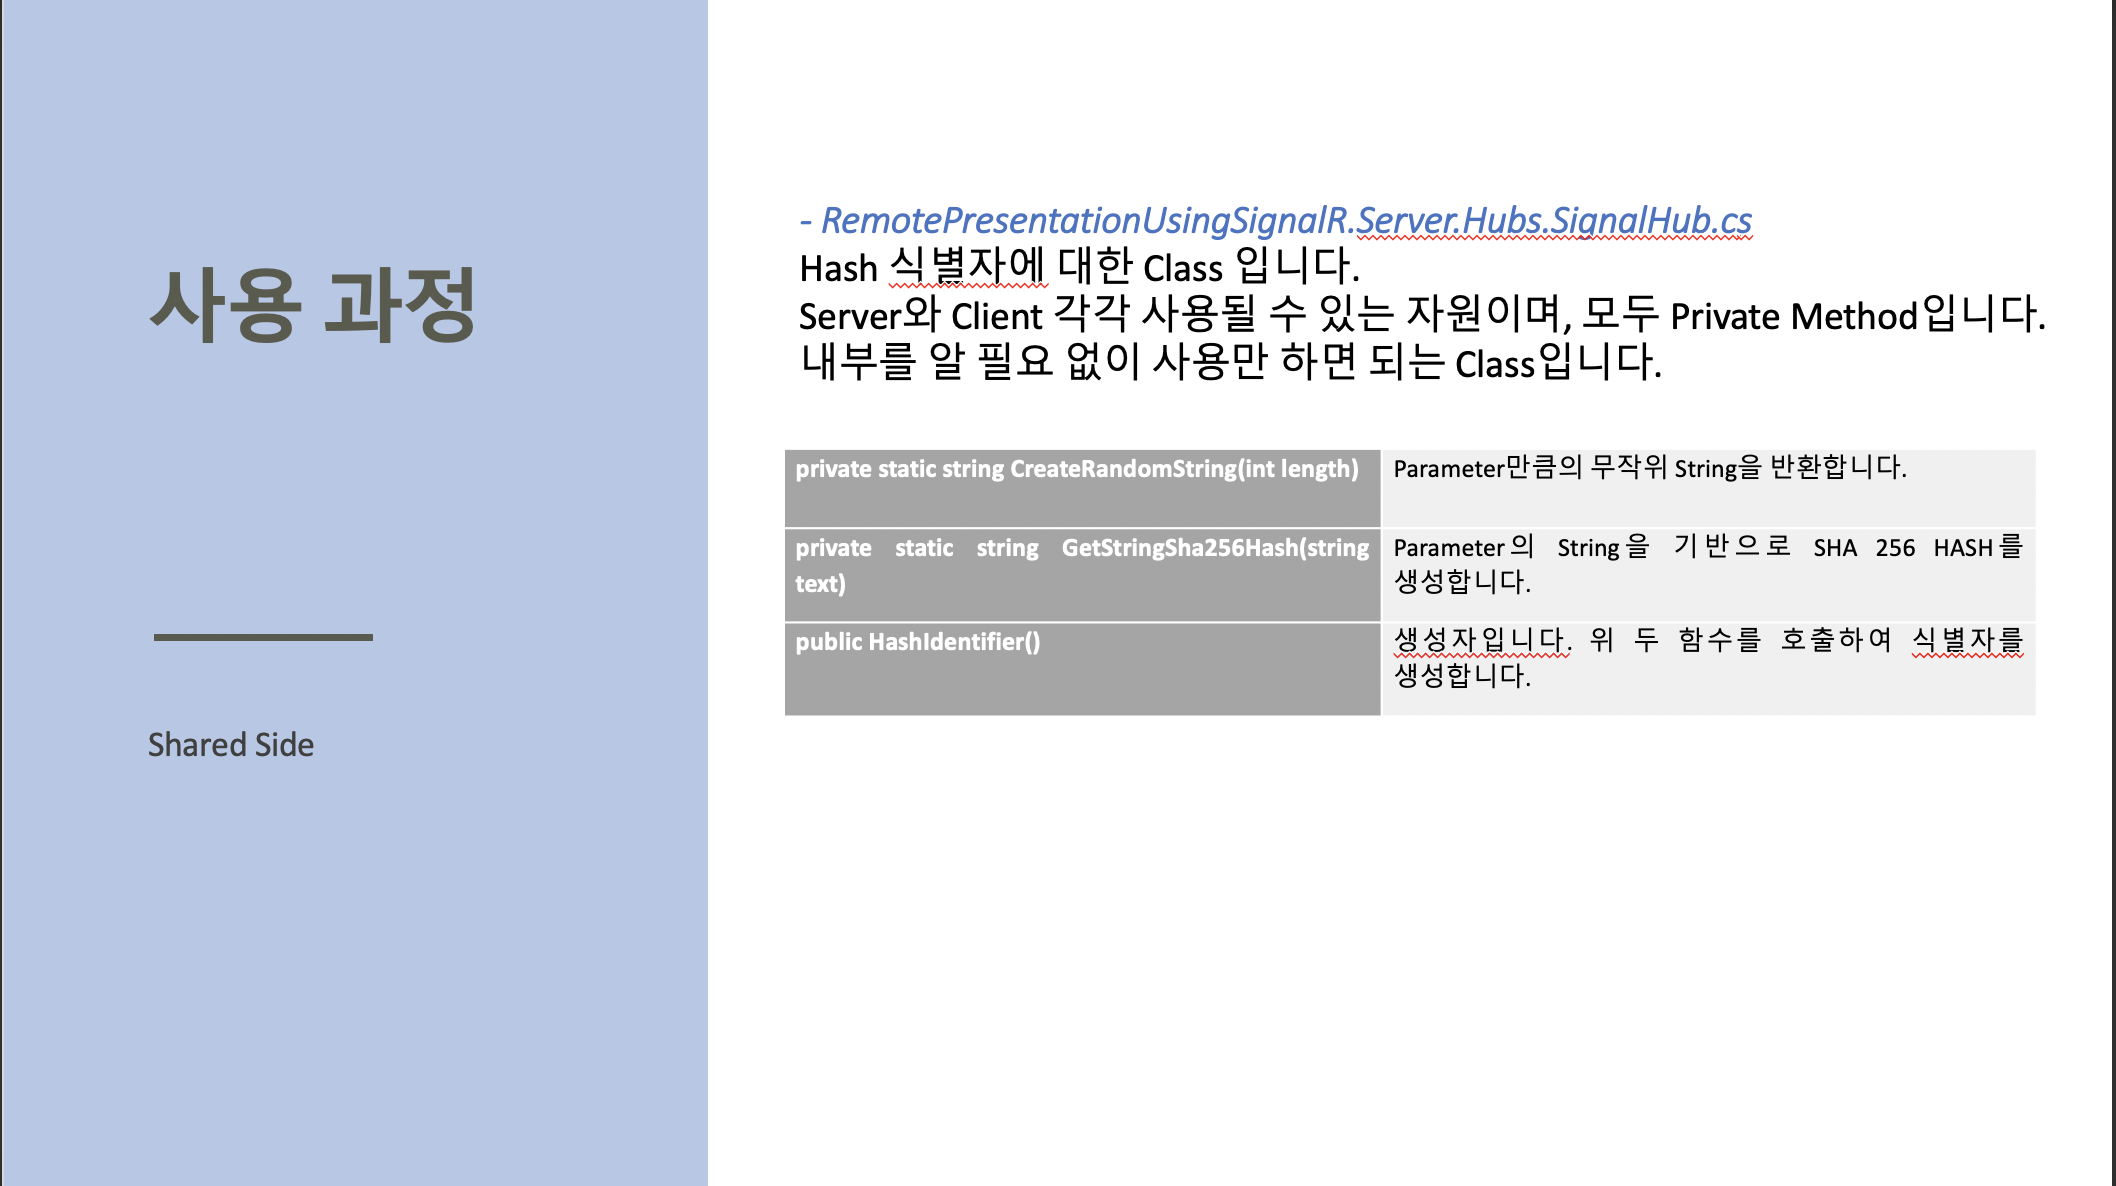 사용 과정
Shared Side
- RemotePresentationUsingSignalR.Server.Hubs.SignalHub.cs
Hash 식별자에 대한 Class 입니다.
Server와 Client 각각 사용될 수 있는 자원이며, 모두 Private Method입니다.
내부를 알 필요 없이 사용만 하면 되는 Class입니다.
private static string CreateRandomString(int length)
Parameter만큼의 무작위 String을 반환합니다.
private static string GetStringSha256Hash(string
text)
Parameter의 String을 기반으로 SHA 256 HASH를
생성합니다.
public HashIdentifier()
생성자입니다. 위 두 함수를 호출하여 식별자를
생성합니다.